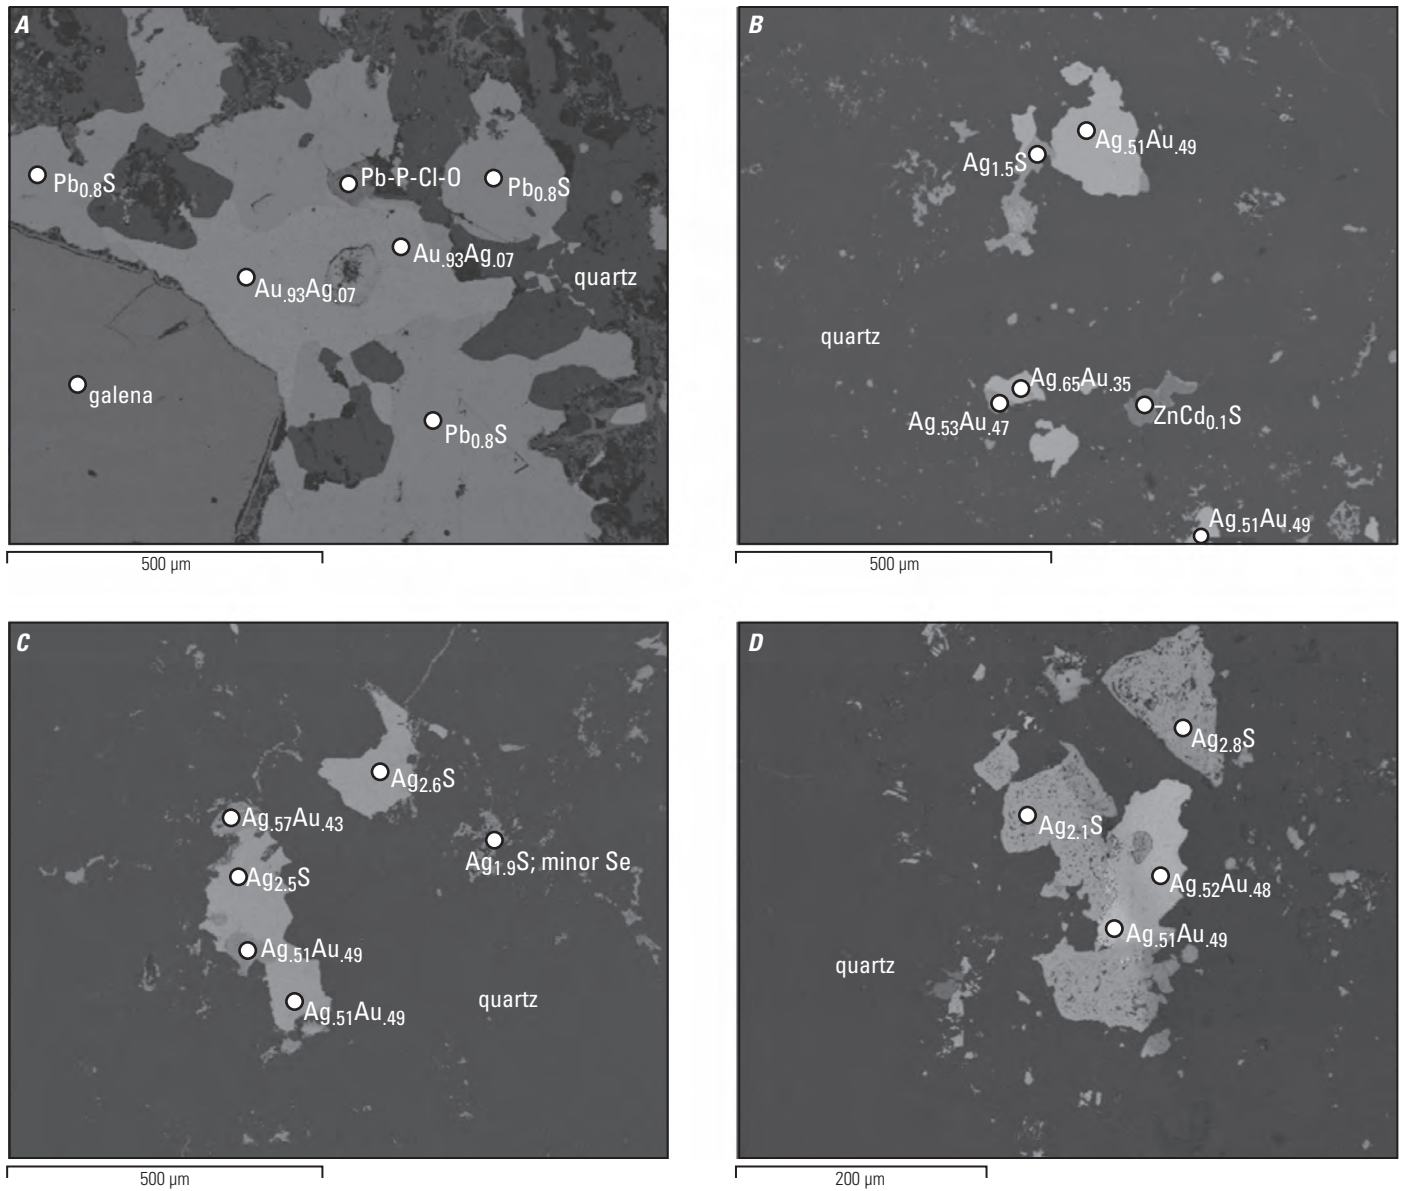 A
Pb0.8S
Pb-P-Cl-O
Pb0.8S
Au.93Ag.07
Au.93Ag.07
quartz
galena
Pb0.8S
500 µm
B
Ag.51Au.49
Ag1.5S
quartz
Ag.65Au.35
Ag.53Au.47
ZnCd0.1S
Ag.51Au.49
500 µm
C
Ag2.6S
Ag.57Au.43
Ag1.9S; minor Se
Ag2.5S
Ag.51Au.49
quartz
Ag.51Au.49
500 µm
D
Ag2.8S
Ag2.1S
Ag.52Au.48
Ag.51Au.49
quartz
200 µm